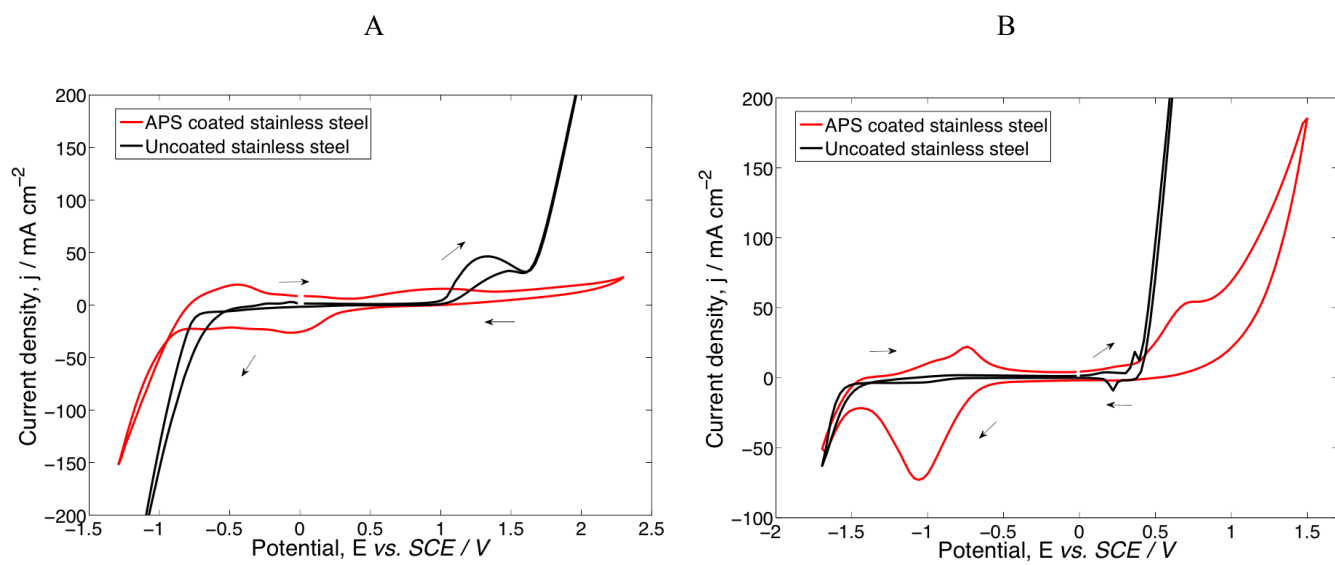 A
200
150
100
50
0
−50
−100
−150
−200
APS coated stainless steel
Uncoated stainless steel
Current density, j / mA cm−2
−1.5 −1 −0.5 0 0.5 1 1.5 2 2.5
Potential, E vs. SCE / V
B
200
150
100
50
0
−50
−100
APS coated stainless steel
Uncoated stainless steel
Current density, j / mA cm−2
−2 −1.5 −1 −0.5 0 0.5 1 1.5
Potential, E vs. SCE / V